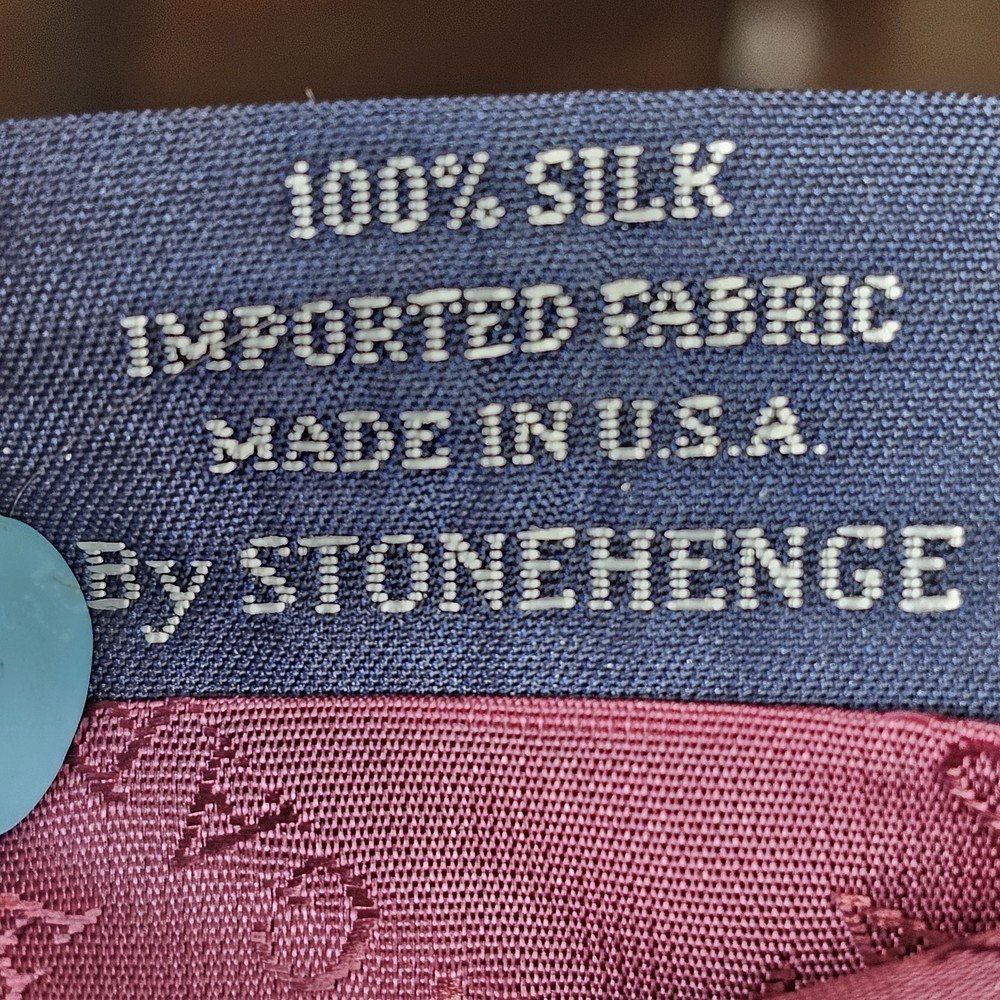 100% SILK
IMPORTED FABRIC
MADE IN U.S.A.
By STONEHENGE